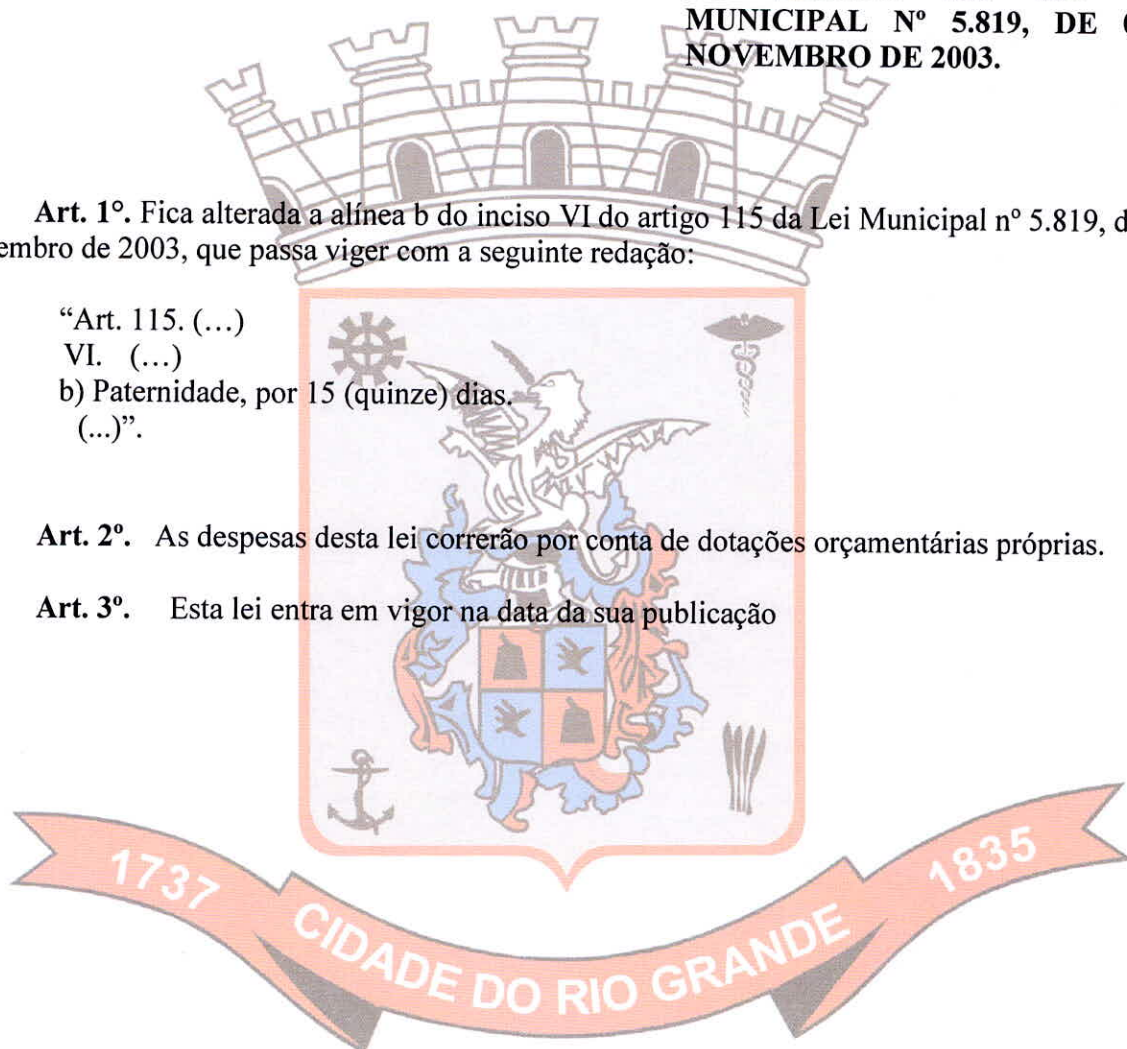 MUNICIPAL Nº 5.819, DE
NOVEMBRO DE 2003.
Art. 1º. Fica alterada a alínea b do inciso VI do artigo 115 da Lei Municipal nº 5.819, d
embro de 2003, que passa viger com a seguinte redação:
“Art. 115. (…)
VI. (…)
b) Paternidade, por 15 (quinze) dias.
(...)”.
Art. 2º. As despesas desta lei correrão por conta de dotações orçamentárias próprias.
Art. 3º. Esta lei entra em vigor na data da sua publicação
1737 CIDADE DO RIO GRANDE 1835